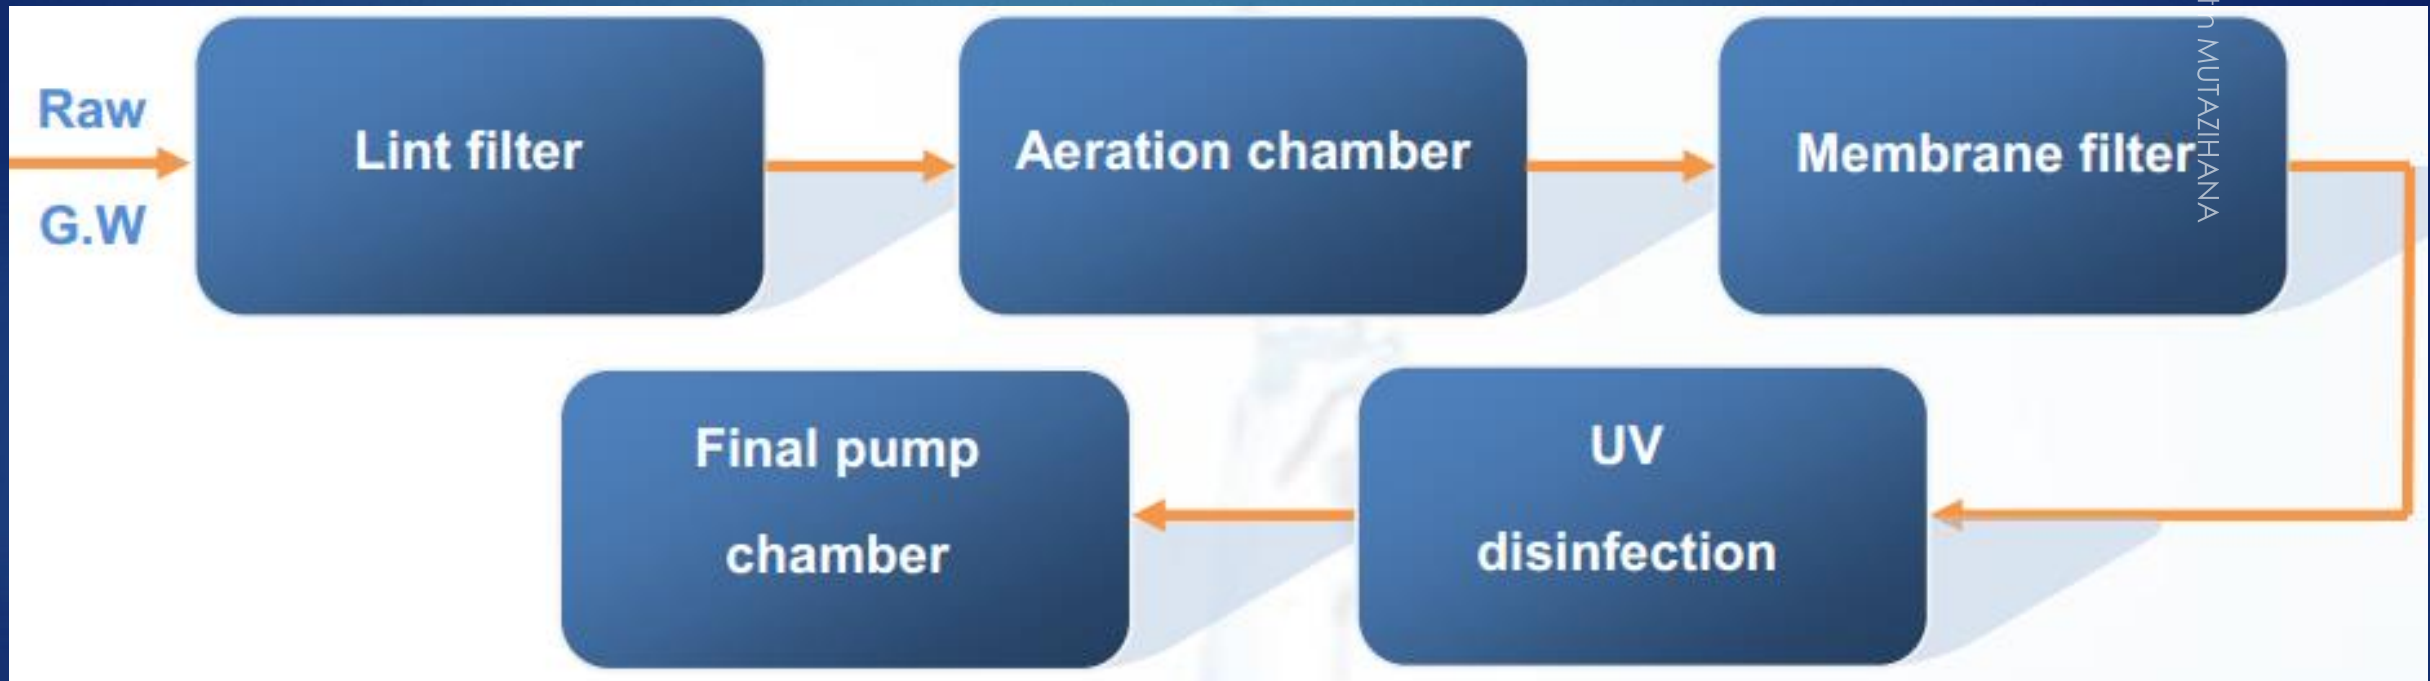 Raw
G.W
Lint filter
Aeration chamber
Membrane filter
UV
disinfection
Final pump
chamber
MUTAZIHANA